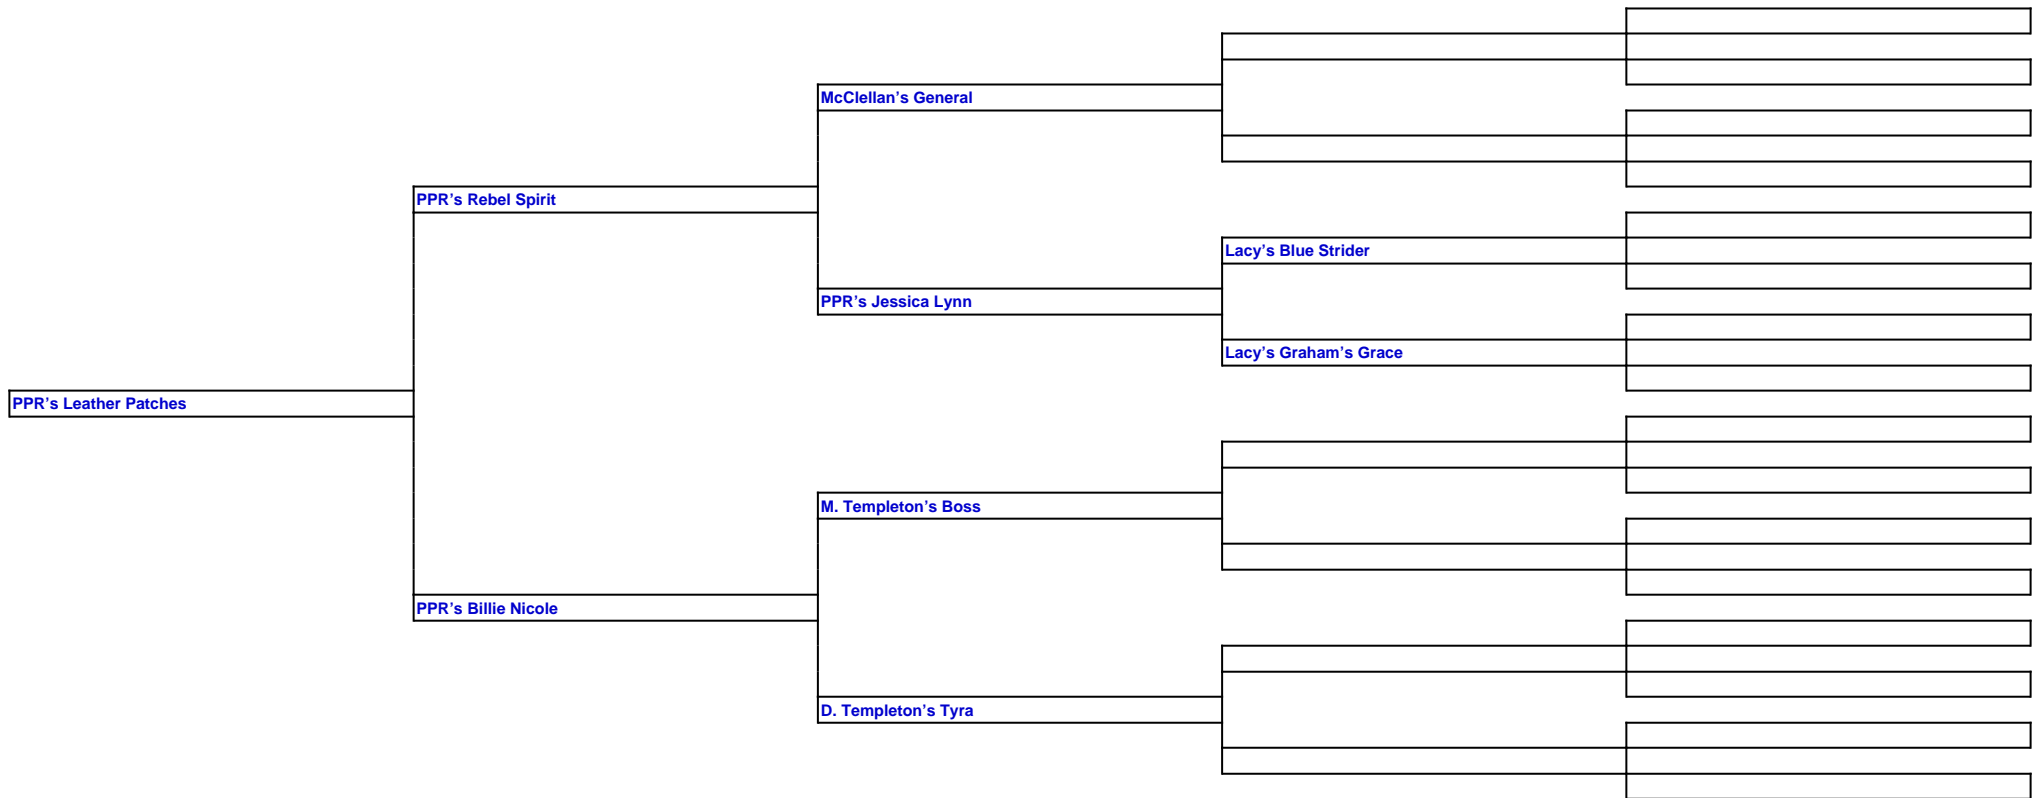 McClellan’s General
PPR’s Rebel Spirit
Lacy’s Blue Strider
PPR’s Jessica Lynn
Lacy’s Graham’s Grace
PPR’s Leather Patches
M. Templeton’s Boss
PPR’s Billie Nicole
D. Templeton’s Tyra